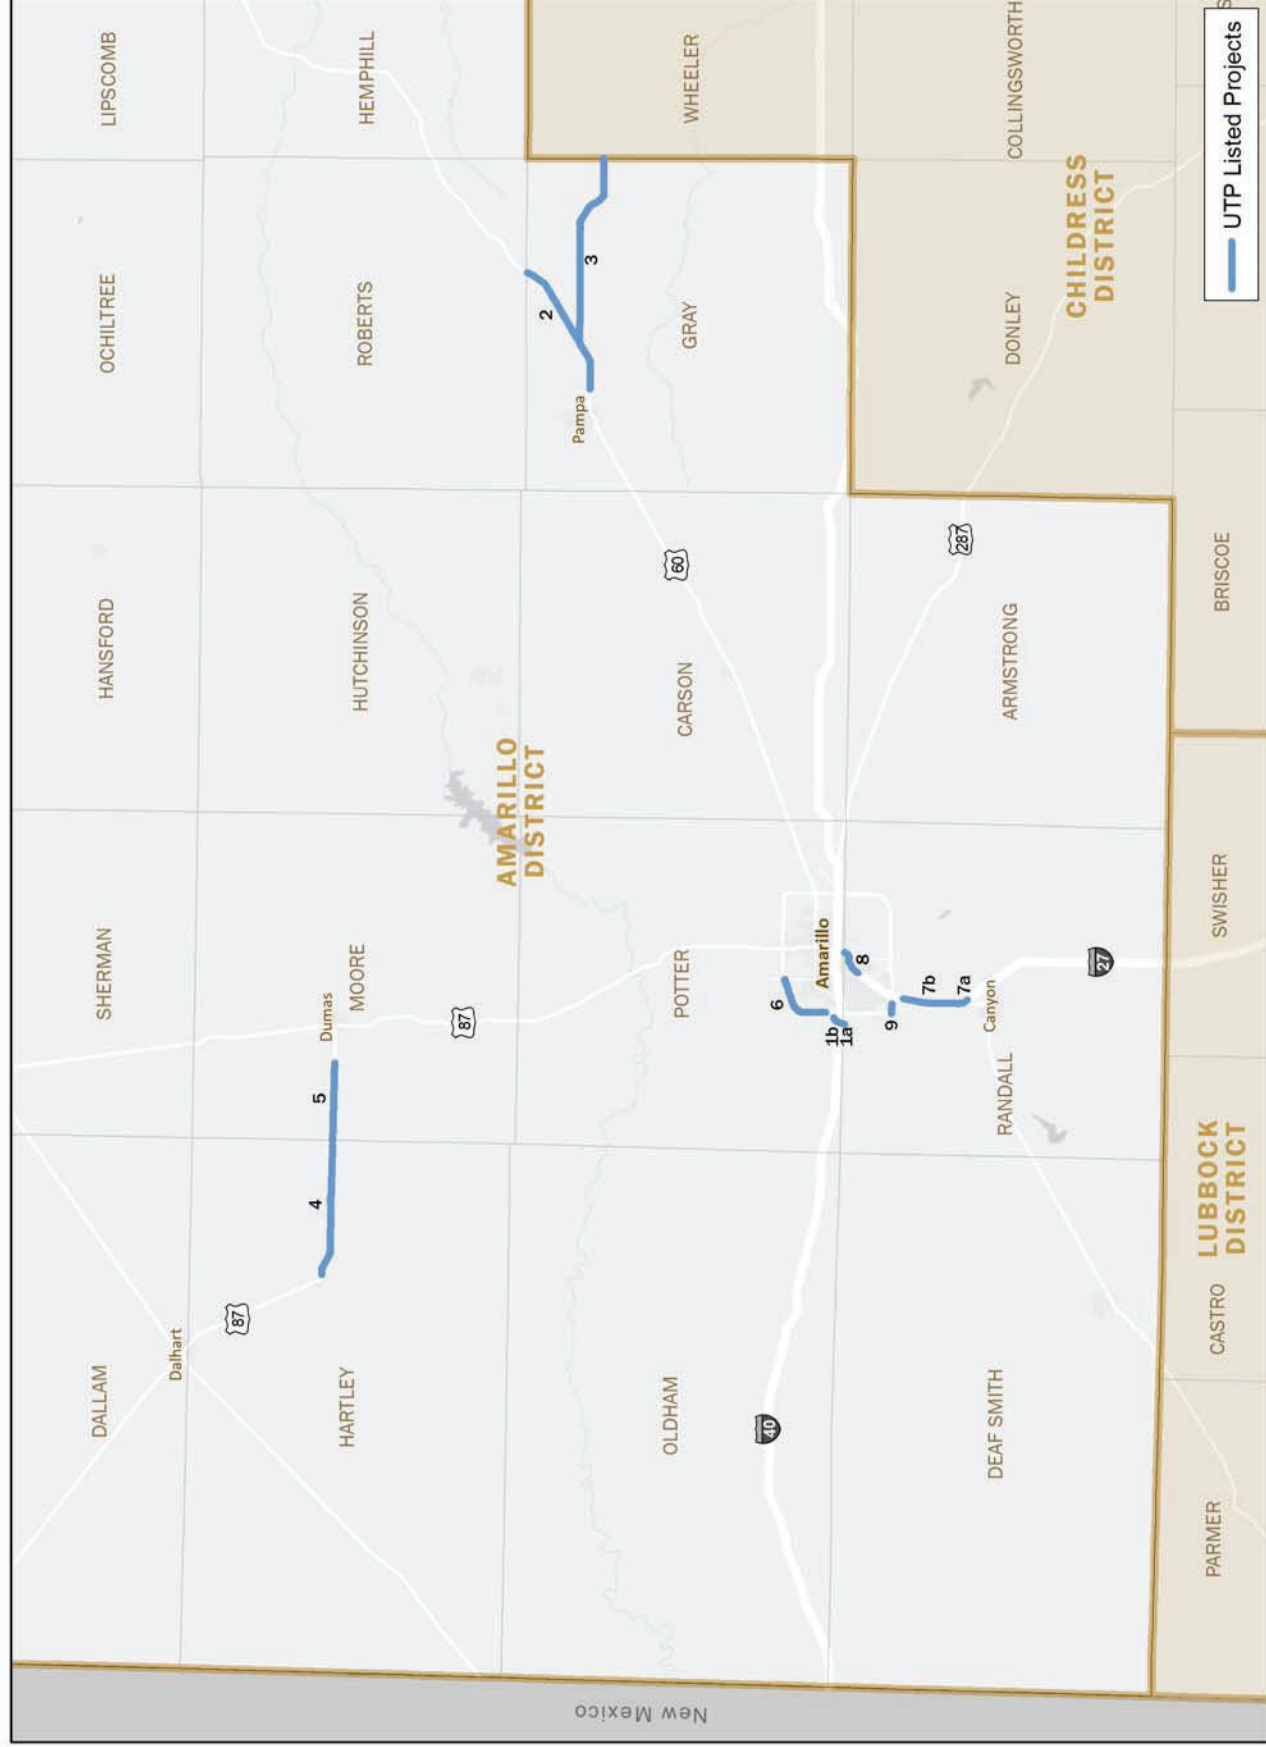 DALLAM
SHERMAN
HANSFORD
OCHILTREE
LIPSCOMB
Dalhart
87
HARTLEY
4
5
Dumas
MOORE
HUTCHINSON
ROBERTS
HEMPHILL
87
AMARILLO
DISTRICT
New Mexico
OLDHAM
POTTER
CARSON
60
Pampa
2
3
GRAY
WHEELER
40
6
Amarillo
1b
1a
8
9
7b
7a
Canyon
RANDALL
DEAF SMITH
27
ARMSTRONG
287
DONLEY
COLLINGSWORTH
CHILDRESS
DISTRICT
PARMER
CASTRO
LUBBOCK
DISTRICT
SWISHER
BRISCOE
UTP Listed Projects